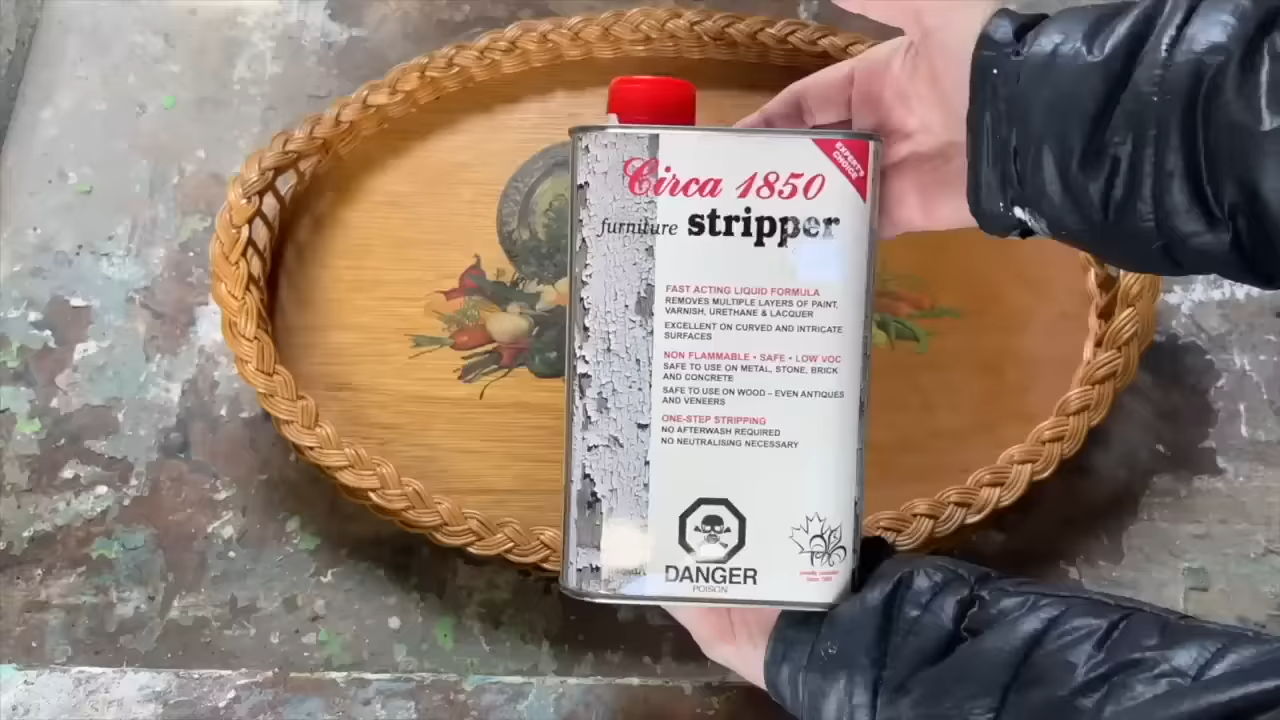 EXPERT'S
CHOICE
Circa 1850
furniture stripper
FAST ACTING LIQUID FORMULA
REMOVES MULTIPLE LAYERS OF PAINT,
VARNISH, URETHANE & LACQUER
EXCELLENT ON CURVED AND INTRICATE
SURFACES
NON FLAMMABLE • SAFE • LOW VOC
SAFE TO USE ON METAL, STONE, BRICK
AND CONCRETE
SAFE TO USE ON WOOD – EVEN ANTIQUES
AND VENEERS
ONE-STEP STRIPPING
NO AFTERWASH REQUIRED
NO NEUTRALISING NECESSARY
DANGER
POISON